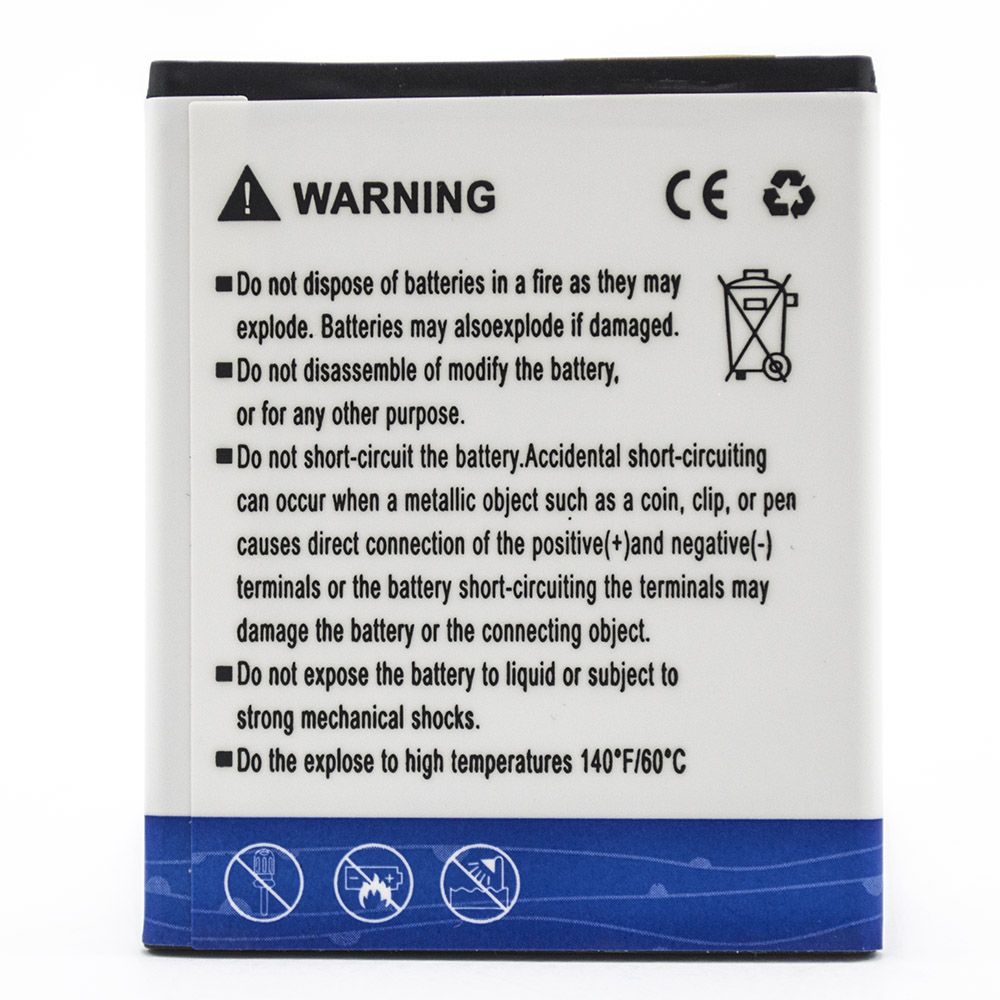 WARNING
CE
■Do not dispose of batteries in a fire as they may
explode. Batteries may alsoexplode if damaged.
■Do not disassemble of modify the battery,
or for any other purpose.
■Do not short-circuit the battery.Accidental short-circuiting
can occur when a metallic object such as a coin, clip, or pen
causes direct connection of the positive(+)and negative(-)
terminals or the battery short-circuiting the terminals may
damage the battery or the connecting object.
■Do not expose the battery to liquid or subject to
strong mechanical shocks.
■Do the explose to high temperatures 140°F/60°C